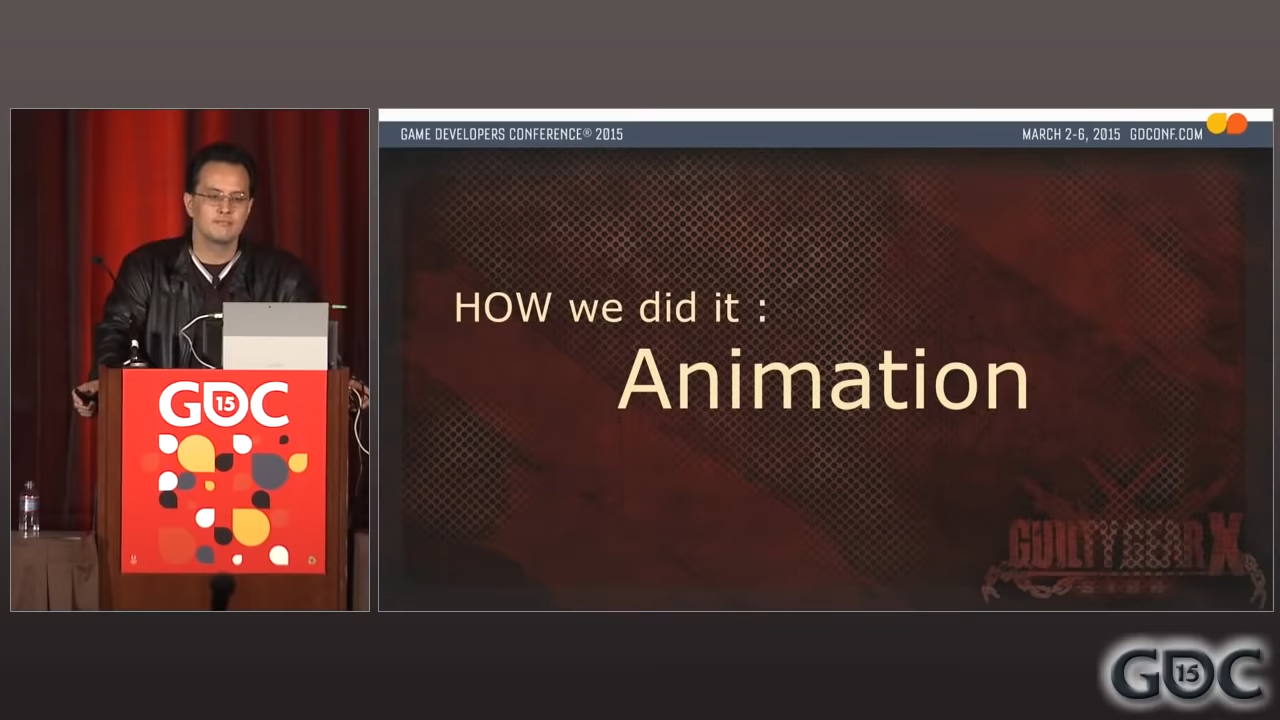 GAME DEVELOPERS CONFERENCE® 2015
MARCH 2-6, 2015 GDCONF.COM
HOW we did it :
Animation
GUILTY GEAR X
GDC
15
GDC
15